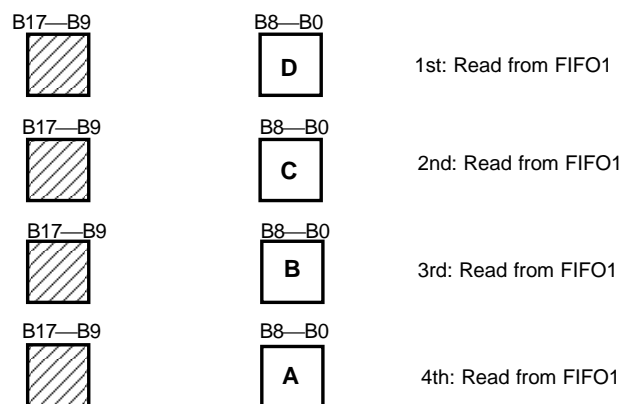 B17—B9 B8—B0
D 1st: Read from FIFO1
B17—B9 B8—B0
C 2nd: Read from FIFO1
B17—B9 B8—B0
B 3rd: Read from FIFO1
B17—B9 B8—B0
A 4th: Read from FIFO1